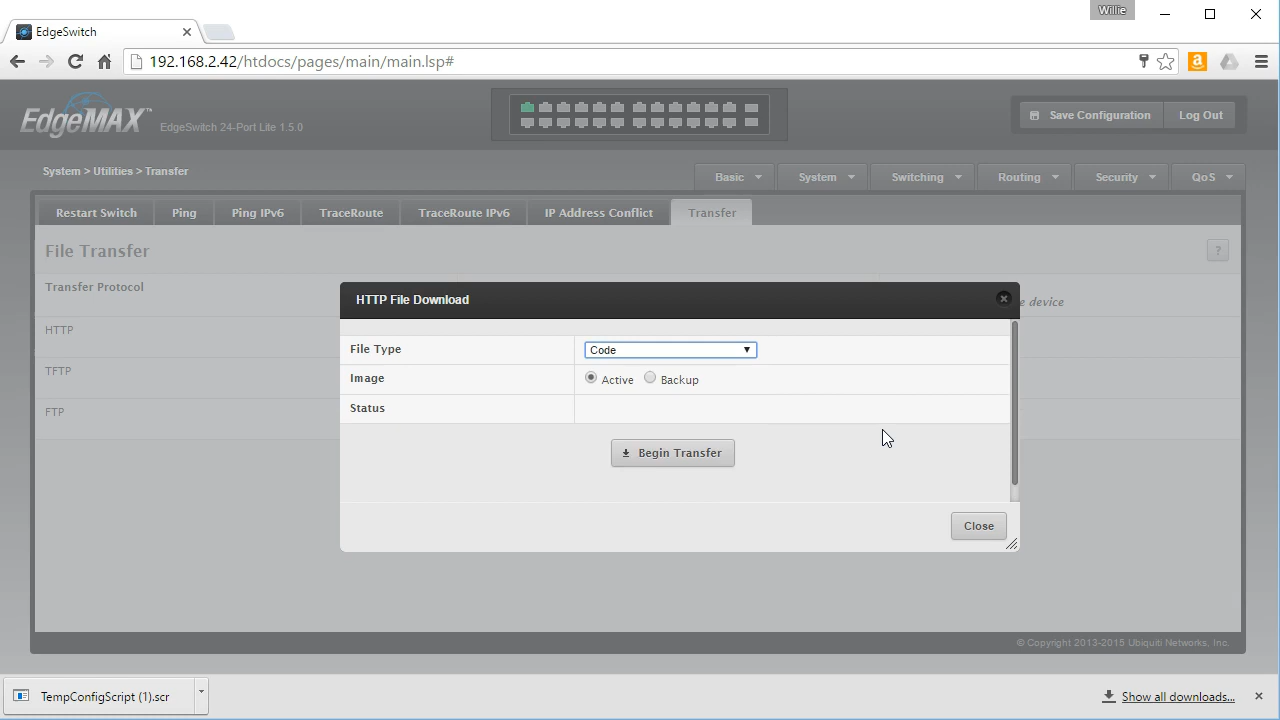 Willie
EdgeSwitch
192.168.2.42/htdocs/pages/main/main.lsp#
EdgeMAX™ EdgeSwitch 24-Port Lite 1.5.0
Save Configuration Log Out
System > Utilities > Transfer
Basic System Switching Routing Security QoS
Restart Switch Ping Ping IPv6 TraceRoute TraceRoute IPv6 IP Address Conflict Transfer
File Transfer ?
Transfer Protocol
e device
HTTP
TFTP
FTP
HTTP File Download
File Type Code
Image Active Backup
Status
Begin Transfer
Close
© Copyright 2013-2015 Ubiquiti Networks, Inc.
TempConfigScript (1).scr
Show all downloads...